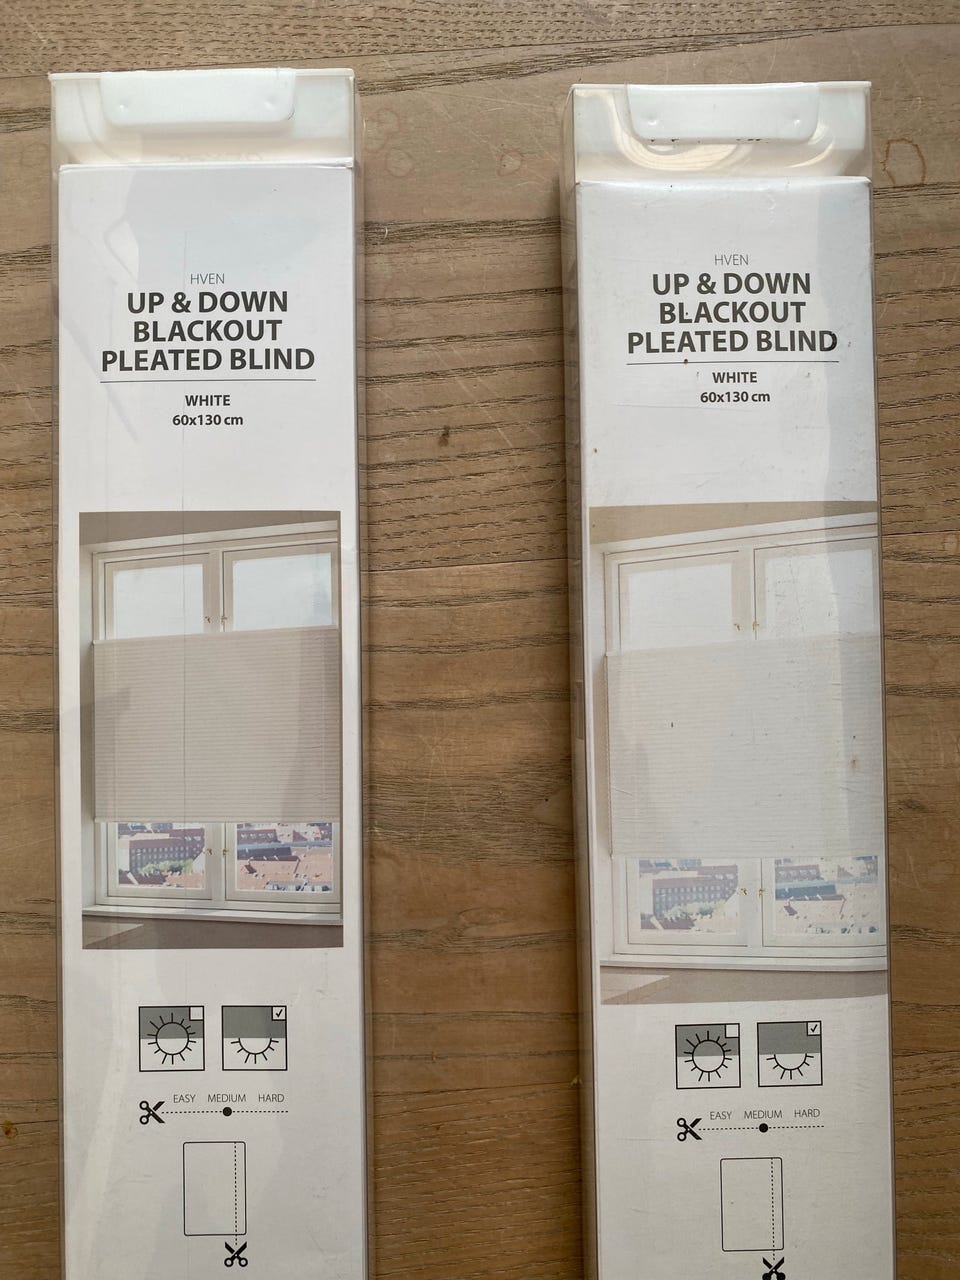 HVEN
UP & DOWN
BLACKOUT
PLEATED BLIND
WHITE
60x130 cm
EASY MEDIUM HARD
HVEN
UP & DOWN
BLACKOUT
PLEATED BLIND
WHITE
60x130 cm
EASY MEDIUM HARD